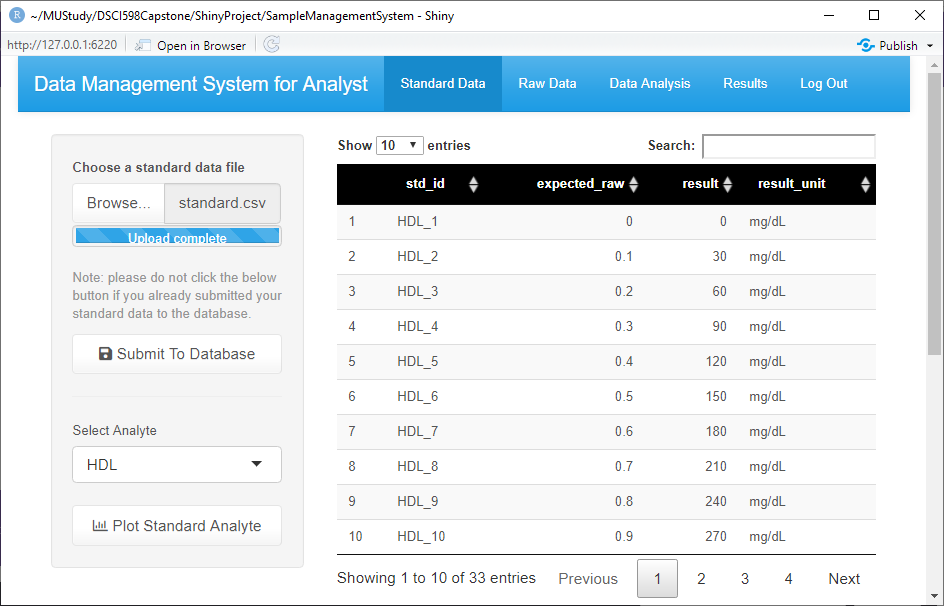 ~/MUStudy/DSCI598Capstone/ShinyProject/SampleManagementSystem - Shiny
http://127.0.0.1:6220 Open in Browser Publish
Data Management System for Analyst Standard Data Raw Data Data Analysis Results Log Out
Choose a standard data file
Browse... standard.csv
Upload complete
Note: please do not click the below
button if you already submitted your
standard data to the database.
Submit To Database
Select Analyte
HDL
Plot Standard Analyte
Show 10 entries Search:
std_id expected_raw result result_unit
1 HDL_1 0 0 mg/dL
2 HDL_2 0.1 30 mg/dL
3 HDL_3 0.2 60 mg/dL
4 HDL_4 0.3 90 mg/dL
5 HDL_5 0.4 120 mg/dL
6 HDL_6 0.5 150 mg/dL
7 HDL_7 0.6 180 mg/dL
8 HDL_8 0.7 210 mg/dL
9 HDL_9 0.8 240 mg/dL
10 HDL_10 0.9 270 mg/dL
Showing 1 to 10 of 33 entries Previous 1 2 3 4 Next